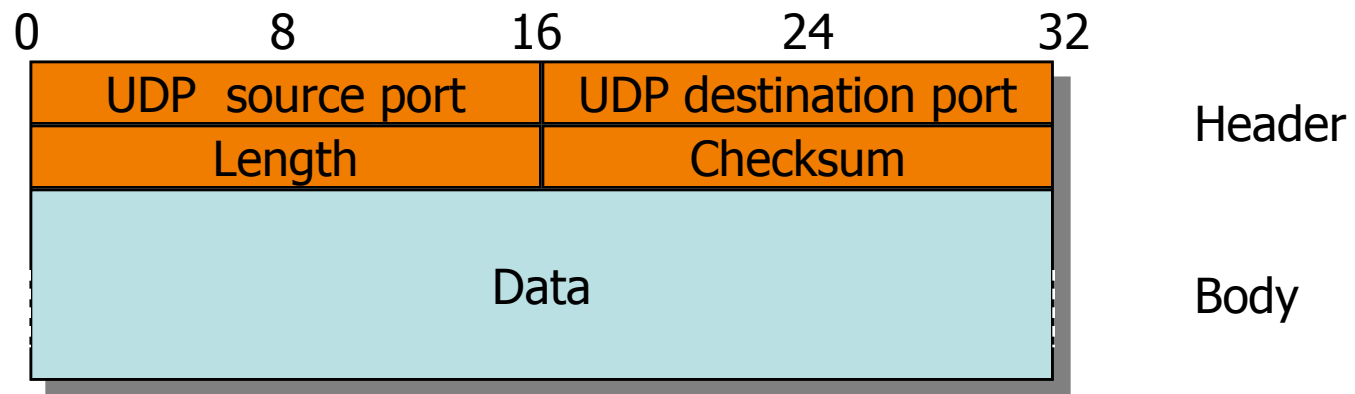 0 8 16 24 32
UDP source port UDP destination port
Header
Length Checksum
Data
Body